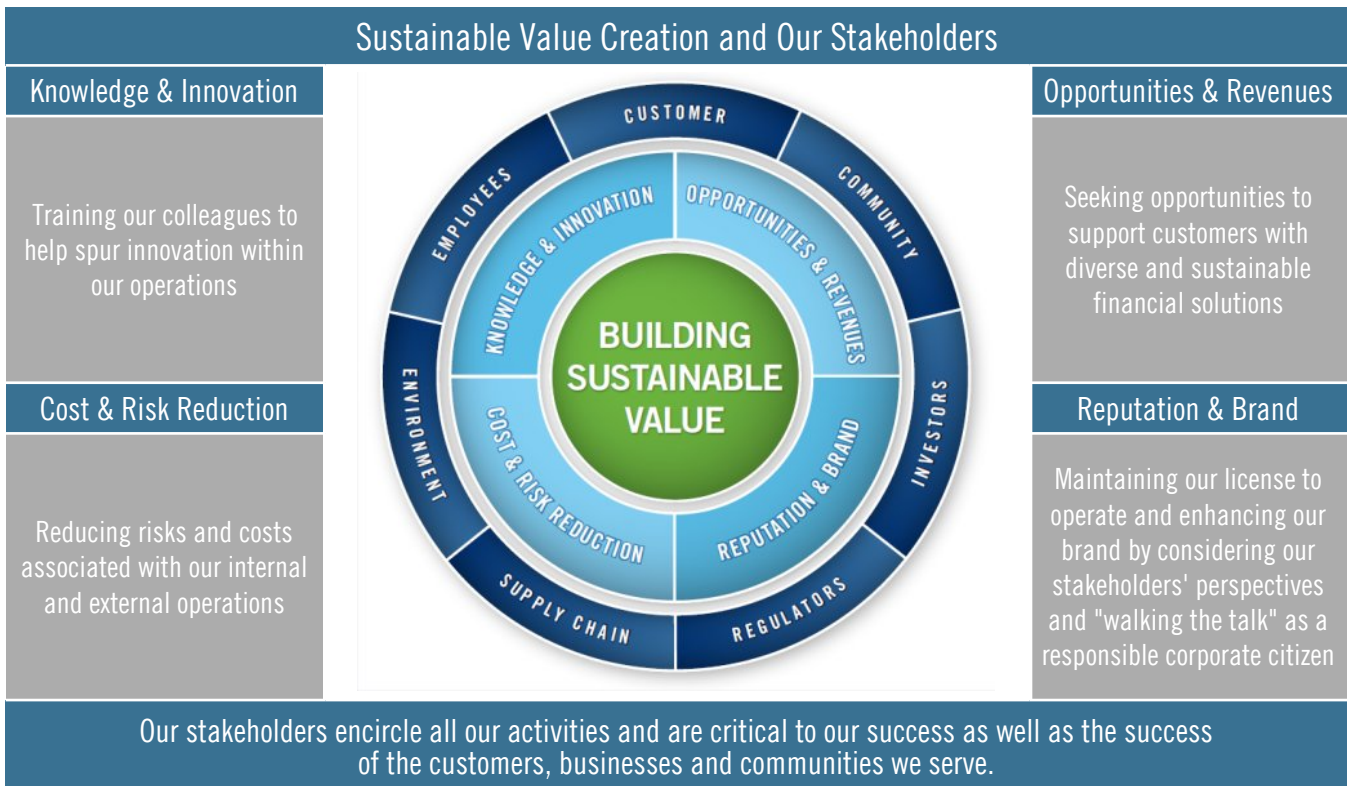 Sustainable Value Creation and Our Stakeholders
Knowledge & Innovation
Training our colleagues to
help spur innovation within
our operations
Cost & Risk Reduction
Reducing risks and costs
associated with our internal
and external operations
CUSTOMER
COMMUNITY
INVESTORS
REGULATORS
SUPPLY CHAIN
ENVIRONMENT
EMPLOYEES
KNOWLEDGE & INNOVATION
OPPORTUNITIES & REVENUES
REPUTATION & BRAND
COST & RISK REDUCTION
BUILDING
SUSTAINABLE
VALUE
Opportunities & Revenues
Seeking opportunities to
support customers with
diverse and sustainable
financial solutions
Reputation & Brand
Maintaining our license to
operate and enhancing our
brand by considering our
stakeholders' perspectives
and "walking the talk" as a
responsible corporate citizen
Our stakeholders encircle all our activities and are critical to our success as well as the success
of the customers, businesses and communities we serve.